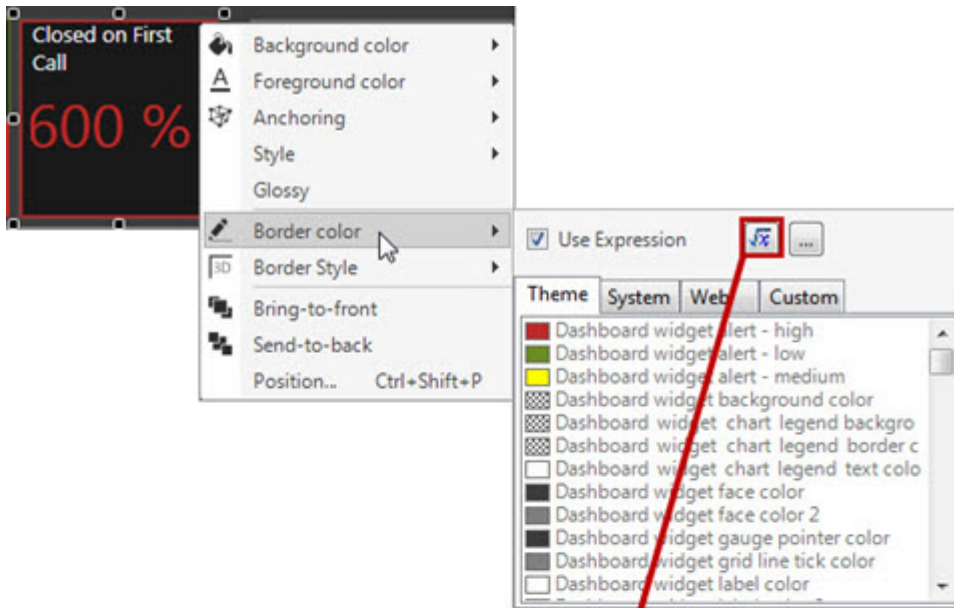 Closed on First
Call
600 %
Background color
A Foreground color
Anchoring
Style
Glossy
Border color
3D Border Style
Bring-to-front
Send-to-back
Position... Ctrl+Shift+P
Use Expression √x ...
Theme System Web Custom
Dashboard widget alert - high
Dashboard widget alert - low
Dashboard widget alert - medium
Dashboard widget background color
Dashboard widget chart legend backgro
Dashboard widget chart legend border c
Dashboard widget chart legend text colo
Dashboard widget face color
Dashboard widget face color 2
Dashboard widget gauge pointer color
Dashboard widget grid line tick color
Dashboard widget label color